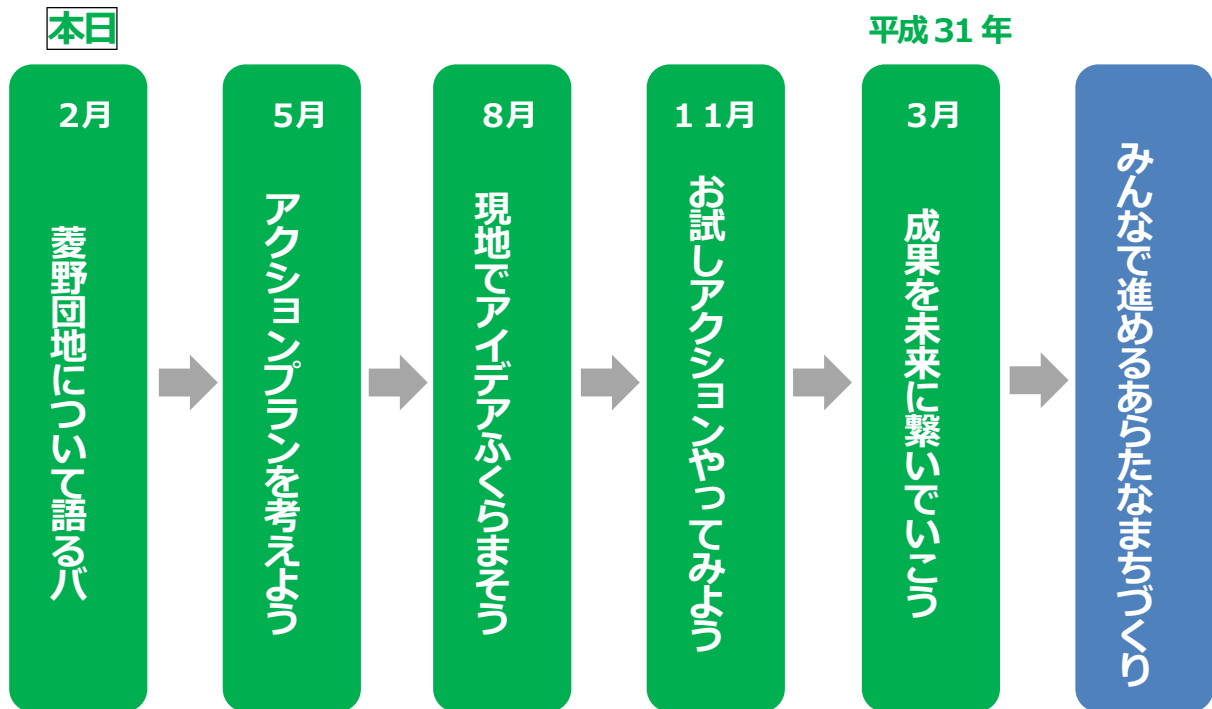 本日
平成31年
2月
菱野団地について語るバ
5月
アクションプランを考えよう
8月
現地でアイデアふくらまそう
11月
お試しアクションやってみよう
3月
成果を未来に繋いでいこう
みんなで進めるあらたなまちづくり